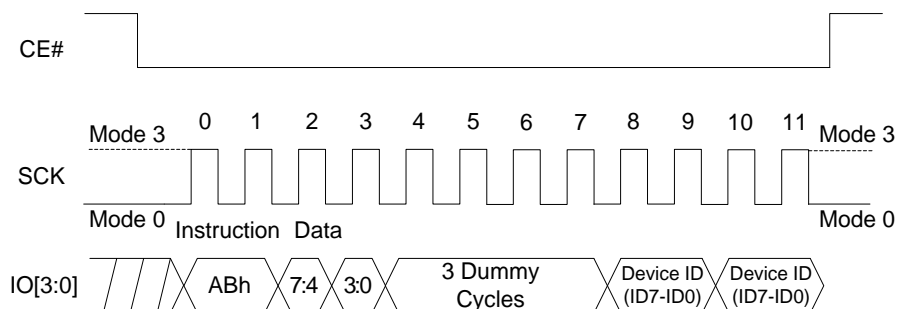 CE#
0 1 2 3 4 5 6 7 8 9 10 11
Mode 3 Mode 3
SCK
Mode 0 Mode 0
Instruction Data
IO[3:0] ABh 7:4 3:0 3 Dummy Device ID Device ID
Cycles (ID7-ID0) (ID7-ID0)